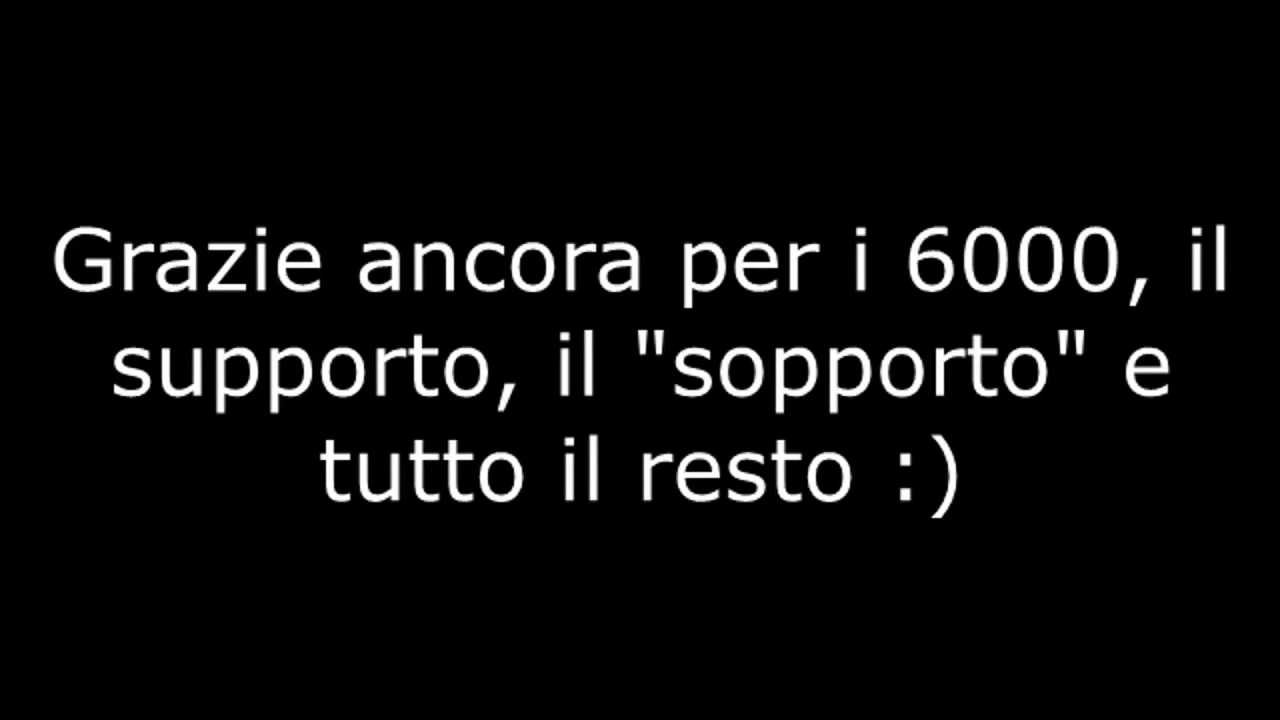 Grazie ancora per i 6000, il
supporto, il "sopporto" e
tutto il resto :)